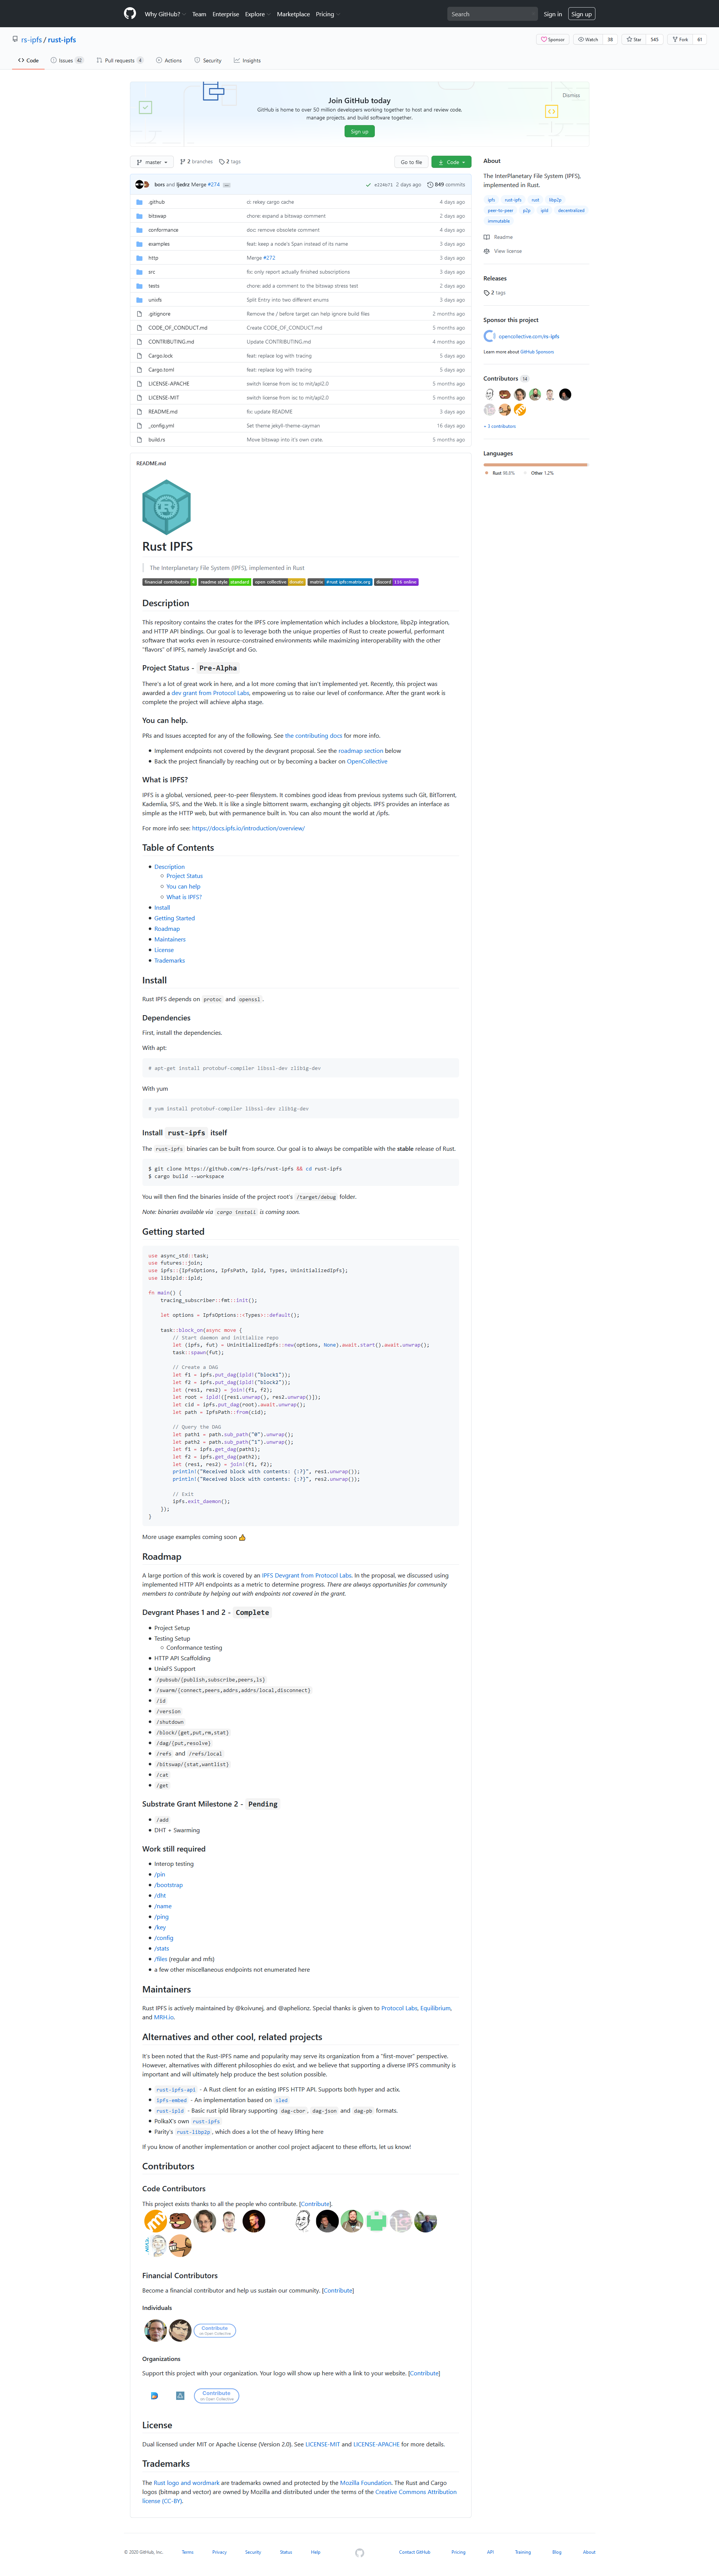 Why GitHub?
Team
Enterprise
Explore
Marketplace
Pricing
Search
Sign in
Sign up
rs-ipfs / rust-ipfs
Sponsor
Watch 38
Star 545
Fork 61
Code
Issues 42
Pull requests 4
Actions
Security
Insights
Dismiss
Join GitHub today
GitHub is home to over 50 million developers working together to host and review code,
manage projects, and build software together.
Sign up
master
2 branches
2 tags
Go to file
Code
bors and ljedrz Merge #274
2 days ago
849 commits
.github ci: rekey cargo cache 4 days ago
bitswap chore: expand a bitswap comment 2 days ago
conformance doc: remove obsolete comment 4 days ago
examples feat: keep a node's Span instead of its name 3 days ago
http Merge #272 3 days ago
src fix: only report actually finished subscriptions 3 days ago
tests chore: add a comment to the bitswap stress test 2 days ago
unixfs Split Entry into two different enums 3 days ago
.gitignore Remove the / before target can help ignore build files 2 months ago
CODE_OF_CONDUCT.md Create CODE_OF_CONDUCT.md 5 months ago
CONTRIBUTING.md Update CONTRIBUTING.md 4 months ago
Cargo.lock feat: replace log with tracing 5 days ago
Cargo.toml feat: replace log with tracing 5 days ago
LICENSE-APACHE switch license from isc to mit/apl2.0 5 months ago
LICENSE-MIT switch license from isc to mit/apl2.0 5 months ago
README.md fix: update README 3 days ago
_config.yml Set theme jekyll-theme-cayman 16 days ago
build.rs Move bitswap into it's own crate. 5 months ago
About
The InterPlanetary File System (IPFS),
implemented in Rust.
ipfs rust-ipfs rust libp2p
peer-to-peer p2p ipld decentralized
immutable
Readme
View license
Releases
2 tags
Sponsor this project
opencollective.com/rs-ipfs
Learn more about GitHub Sponsors
Contributors 14
+ 3 contributors
Languages
Rust 98.8% Other 1.2%
README.md
Rust IPFS
The Interplanetary File System (IPFS), implemented in Rust
financial contributors 4 readme style standard open collective donate matrix #rust_ipfs:matrix.org discord 116 online
Description
This repository contains the crates for the IPFS core implementation which includes a blockstore, libp2p integration,
and HTTP API bindings. Our goal is to leverage both the unique properties of Rust to create powerful, performant
software that works even in resource-constrained environments while maximizing interoperability with the other
"flavors" of IPFS, namely JavaScript and Go.
Project Status - Pre-Alpha
There's a lot of great work in here, and a lot more coming that isn't implemented yet. Recently, this project was
awarded a dev grant from Protocol Labs, empowering us to raise our level of conformance. After the grant work is
complete the project will achieve alpha stage.
You can help.
PRs and Issues accepted for any of the following. See the contributing docs for more info.
Implement endpoints not covered by the devgrant proposal. See the roadmap section below
Back the project financially by reaching out or by becoming a backer on OpenCollective
What is IPFS?
IPFS is a global, versioned, peer-to-peer filesystem. It combines good ideas from previous systems such Git, BitTorrent,
Kademlia, SFS, and the Web. It is like a single bittorrent swarm, exchanging git objects. IPFS provides an interface as
simple as the HTTP web, but with permanence built in. You can also mount the world at /ipfs.
For more info see: https://docs.ipfs.io/introduction/overview/
Table of Contents
Description
Project Status
You can help
What is IPFS?
Install
Getting Started
Roadmap
Maintainers
License
Trademarks
Install
Rust IPFS depends on protoc and openssl.
Dependencies
First, install the dependencies.
With apt:
# apt-get install protobuf-compiler libssl-dev zlib1g-dev
With yum
# yum install protobuf-compiler libssl-dev zlib1g-dev
Install rust-ipfs itself
The rust-ipfs binaries can be built from source. Our goal is to always be compatible with the stable release of Rust.
$ git clone https://github.com/rs-ipfs/rust-ipfs && cd rust-ipfs
$ cargo build --workspace
You will then find the binaries inside of the project root's /target/debug folder.
Note: binaries available via cargo install is coming soon.
Getting started
use async_std::task;
use futures::join;
use ipfs::{IpfsOptions, IpfsPath, Ipld, Types, UninitializedIpfs};
use libipld::ipld;
fn main() {
tracing_subscriber::fmt::init();
let options = IpfsOptions::<Types>::default();
task::block_on(async move {
// Start daemon and initialize repo
let (ipfs, fut) = UninitializedIpfs::new(options, None).await.start().await.unwrap();
task::spawn(fut);
// Create a DAG
let f1 = ipfs.put_dag(ipld!("block1"));
let f2 = ipfs.put_dag(ipld!("block2"));
let (res1, res2) = join!(f1, f2);
let root = ipld!([res1.unwrap(), res2.unwrap()]);
let cid = ipfs.put_dag(root).await.unwrap();
let path = IpfsPath::from(cid);
// Query the DAG
let path1 = path.sub_path("0").unwrap();
let path2 = path.sub_path("1").unwrap();
let f1 = ipfs.get_dag(path1);
let f2 = ipfs.get_dag(path2);
let (res1, res2) = join!(f1, f2);
println!("Received block with contents: {:?}", res1.unwrap());
println!("Received block with contents: {:?}", res2.unwrap());
// Exit
ipfs.exit_daemon();
});
}
More usage examples coming soon
Roadmap
A large portion of this work is covered by an IPFS Devgrant from Protocol Labs. In the proposal, we discussed using
implemented HTTP API endpoints as a metric to determine progress. There are always opportunities for community
members to contribute by helping out with endpoints not covered in the grant.
Devgrant Phases 1 and 2 - Complete
Project Setup
Testing Setup
Conformance testing
HTTP API Scaffolding
UnixFS Support
/pubsub/{publish,subscribe,peers,ls}
/swarm/{connect,peers,addrs,addrs/local,disconnect}
/id
/version
/shutdown
/block/{get,put,rm,stat}
/dag/{put,resolve}
/refs and /refs/local
/bitswap/{stat,wantlist}
/cat
/get
Substrate Grant Milestone 2 - Pending
/add
DHT + Swarming
Work still required
Interop testing
/pin
/bootstrap
/dht
/name
/ping
/key
/config
/stats
/files (regular and mfs)
a few other miscellaneous endpoints not enumerated here
Maintainers
Rust IPFS is actively maintained by @koivunej, and @aphelionz. Special thanks is given to Protocol Labs, Equilibrium,
and MRH.io.
Alternatives and other cool, related projects
It's been noted that the Rust-IPFS name and popularity may serve its organization from a "first-mover" perspective.
However, alternatives with different philosophies do exist, and we believe that supporting a diverse IPFS community is
important and will ultimately help produce the best solution possible.
rust-ipfs-api - A Rust client for an existing IPFS HTTP API. Supports both hyper and actix.
ipfs-embed - An implementation based on sled
rust-ipld - Basic rust ipld library supporting dag-cbor, dag-json and dag-pb formats.
PolkaX's own rust-ipfs
Parity's rust-libp2p, which does a lot the of heavy lifting here
If you know of another implementation or another cool project adjacent to these efforts, let us know!
Contributors
Code Contributors
This project exists thanks to all the people who contribute. [Contribute].
Financial Contributors
Become a financial contributor and help us sustain our community. [Contribute]
Individuals
Contribute
on Open Collective
Organizations
Support this project with your organization. Your logo will show up here with a link to your website. [Contribute]
Contribute
on Open Collective
License
Dual licensed under MIT or Apache License (Version 2.0). See LICENSE-MIT and LICENSE-APACHE for more details.
Trademarks
The Rust logo and wordmark are trademarks owned and protected by the Mozilla Foundation. The Rust and Cargo
logos (bitmap and vector) are owned by Mozilla and distributed under the terms of the Creative Commons Attribution
license (CC-BY).
© 2020 GitHub, Inc.
Terms
Privacy
Security
Status
Help
Contact GitHub
Pricing
API
Training
Blog
About